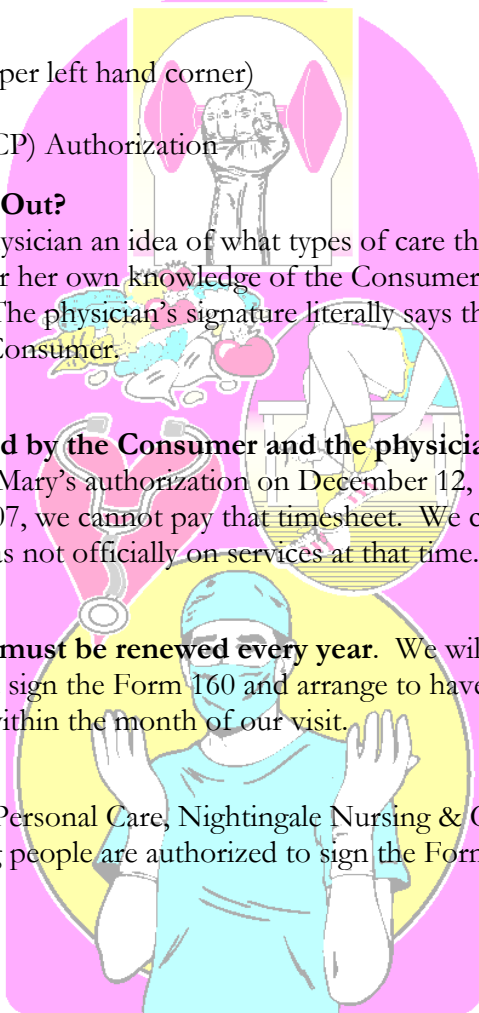 per left hand corner)
CP) Authorization
Out?
ysician an idea of what types of care th
r her own knowledge of the Consumer
The physician's signature literally says th
Consumer.
d by the Consumer and the physicia
Mary's authorization on December 12,
07, we cannot pay that timesheet. We c
as not officially on services at that time.
must be renewed every year. We wil
sign the Form 160 and arrange to have
within the month of our visit.
Personal Care, Nightingale Nursing & C
g people are authorized to sign the Form